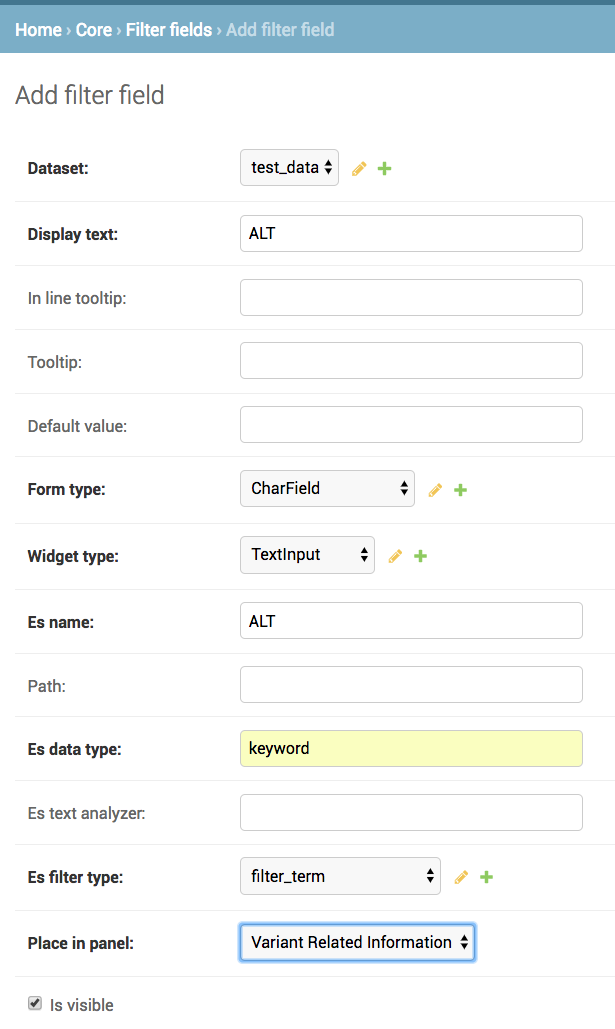 Home › Core › Filter fields › Add filter field
Add filter field
Dataset: test_data
Display text: ALT
In line tooltip:
Tooltip:
Default value:
Form type: CharField
Widget type: TextInput
Es name: ALT
Path:
Es data type: keyword
Es text analyzer:
Es filter type: filter_term
Place in panel: Variant Related Information
Is visible